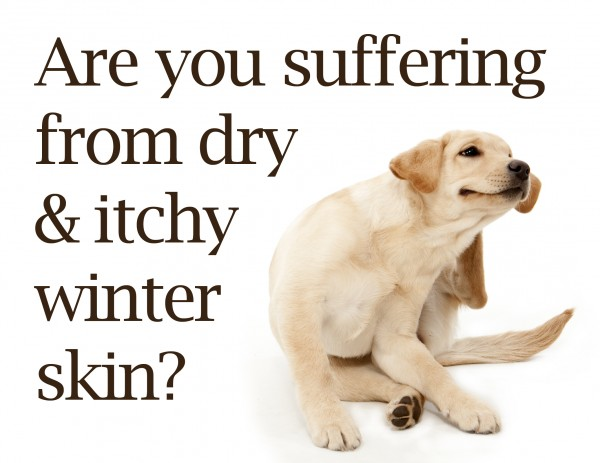 Are you suffering
from dry
& itchy
winter
skin?